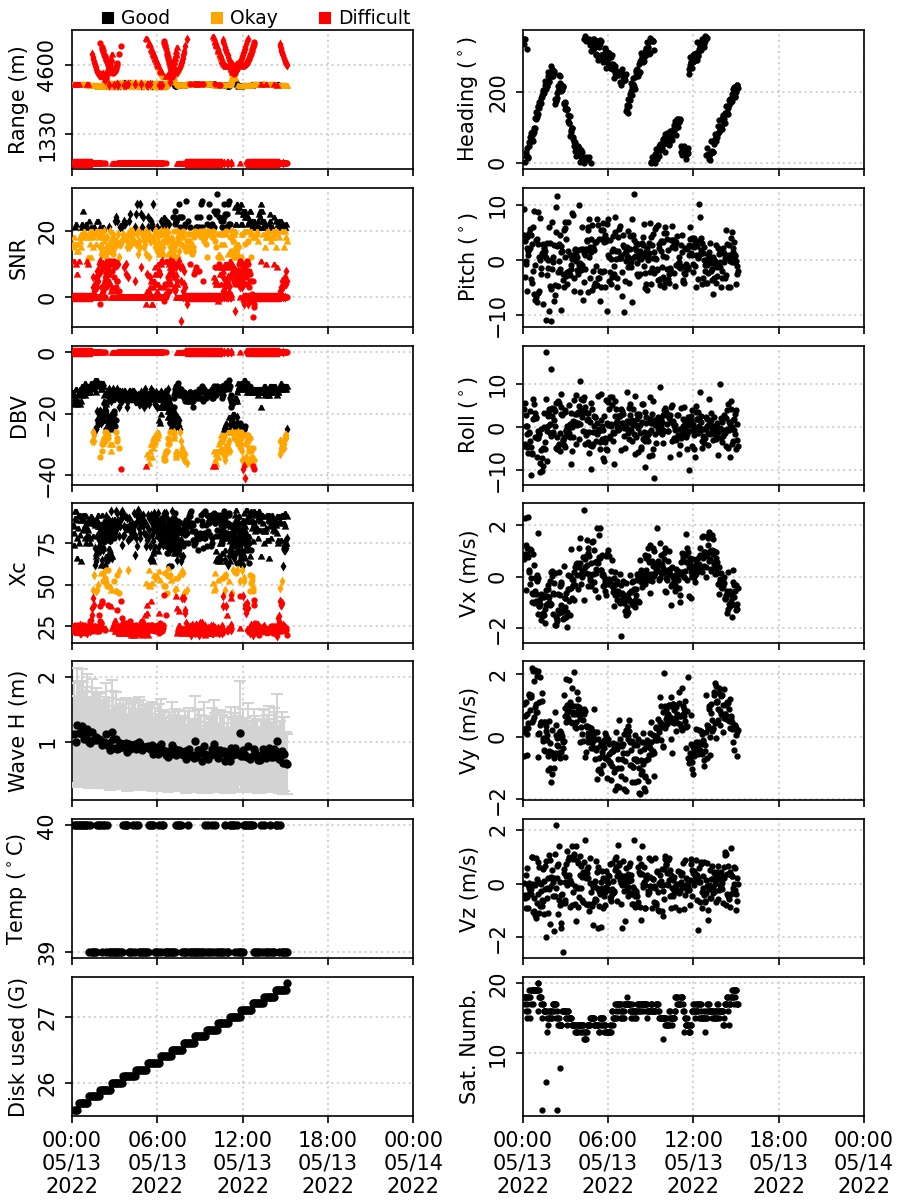 Good Okay Difficult
Range (m)
4600
1330
Heading (°)
200
0
SNR
20
0
Pitch (°)
10
0
−10
DBV
0
−20
−40
Roll (°)
10
0
−10
Xc
75
50
25
Vx (m/s)
2
0
−2
Wave H (m)
2
1
Vy (m/s)
2
0
−2
Temp (°C)
40
39
Vz (m/s)
2
0
−2
Disk used (G)
27
26
Sat. Numb.
20
10
00:00 06:00 12:00 18:00 00:00
05/13 05/13 05/13 05/13 05/14
2022 2022 2022 2022 2022
00:00 06:00 12:00 18:00 00:00
05/13 05/13 05/13 05/13 05/14
2022 2022 2022 2022 2022